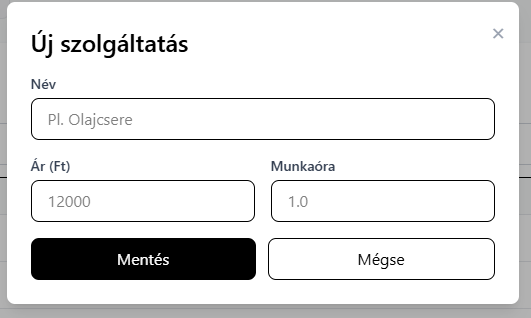 Új szolgáltatás
×
Név
Pl. Olajcsere
Ár (Ft) Munkaóra
12000 1.0
Mentés Mégse